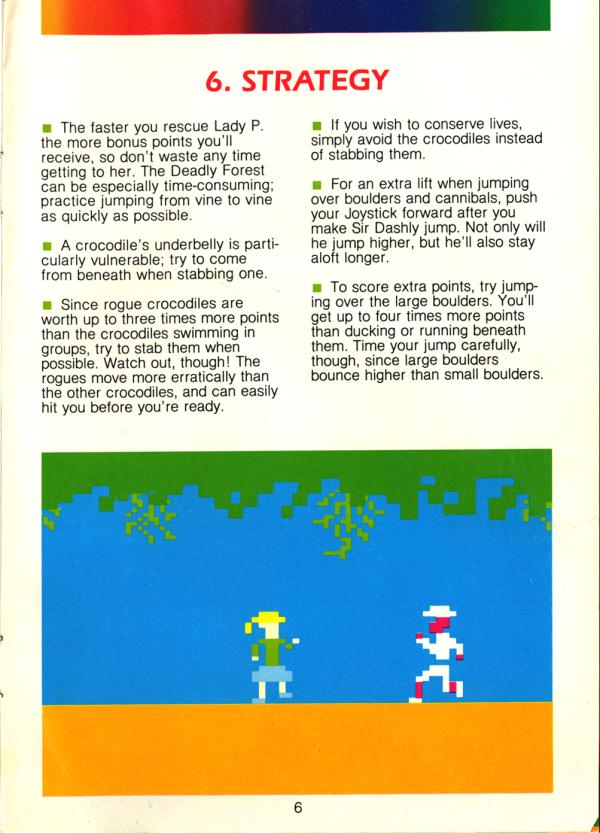 6. STRATEGY
■ The faster you rescue Lady P.
the more bonus points you'll
receive, so don't waste any time
getting to her. The Deadly Forest
can be especially time-consuming;
practice jumping from vine to vine
as quickly as possible.
■ A crocodile's underbelly is parti-
cularly vulnerable; try to come
from beneath when stabbing one.
■ Since rogue crocodiles are
worth up to three times more points
than the crocodiles swimming in
groups, try to stab them when
possible. Watch out, though! The
rogues move more erratically than
the other crocodiles, and can easily
hit you before you're ready.
■ If you wish to conserve lives,
simply avoid the crocodiles instead
of stabbing them.
■ For an extra lift when jumping
over boulders and cannibals, push
your Joystick forward after you
make Sir Dashly jump. Not only will
he jump higher, but he'll also stay
aloft longer.
■ To score extra points, try jump-
ing over the large boulders. You'll
get up to four times more points
than ducking or running beneath
them. Time your jump carefully,
though, since large boulders
bounce higher than small boulders.
6